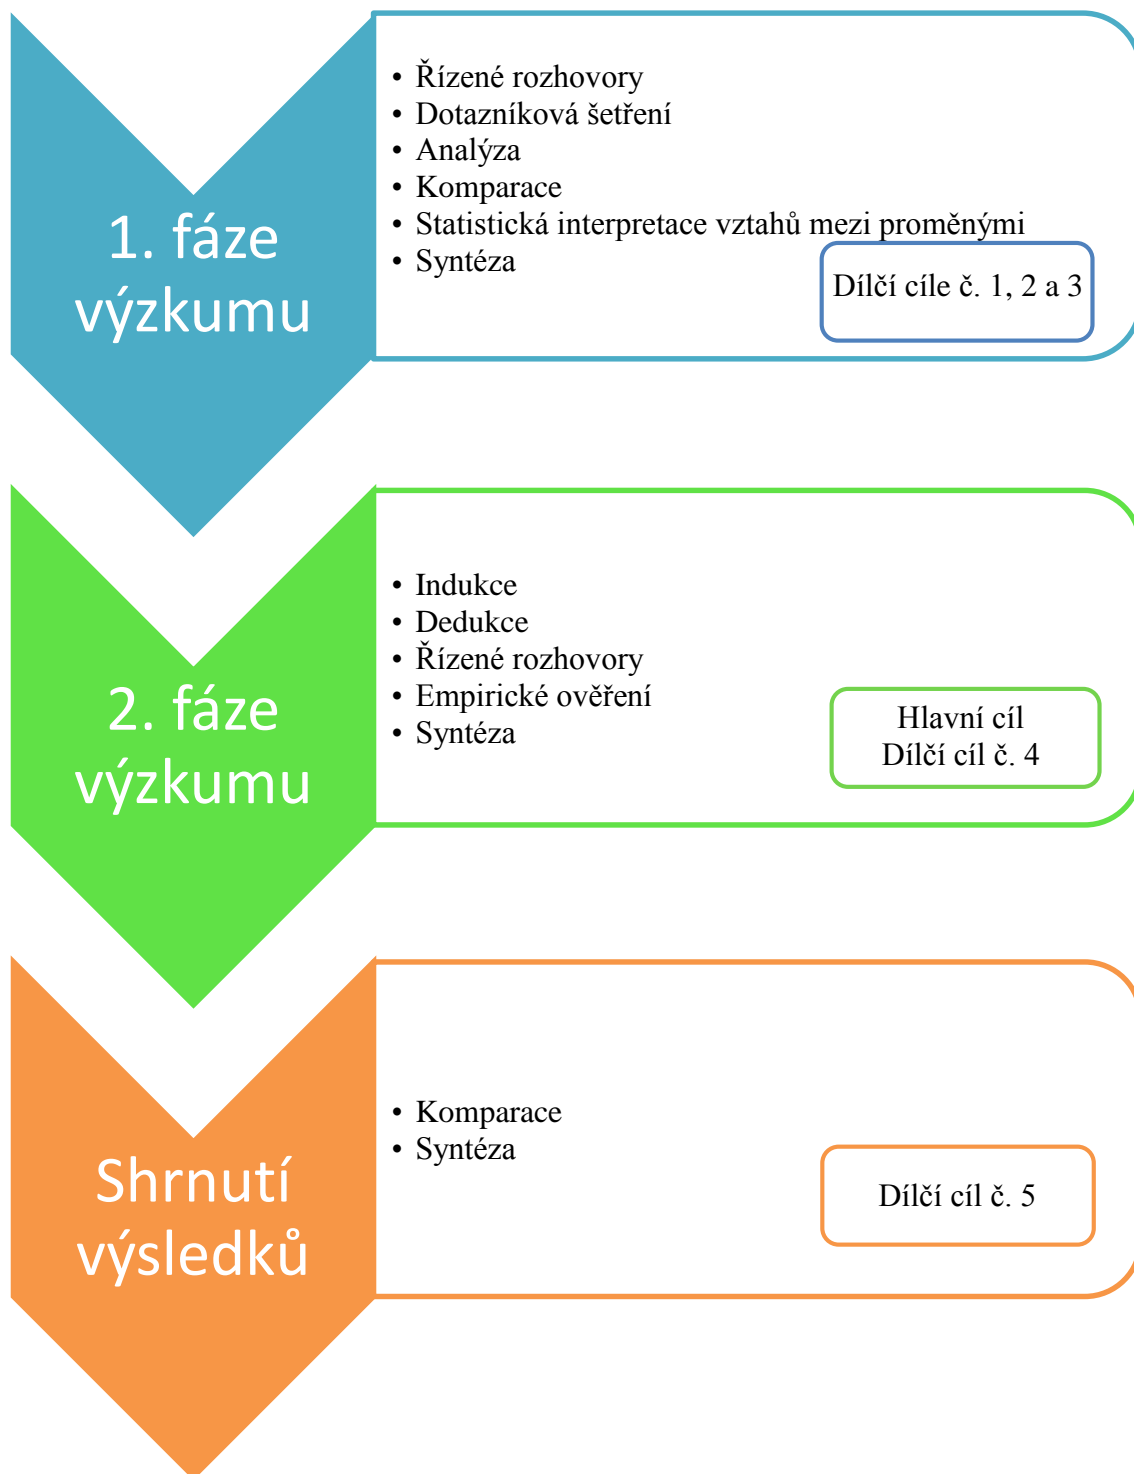 1. fáze
výzkumu
• Řízené rozhovory
• Dotazníková šetření
• Analýza
• Komparace
• Statistická interpretace vztahů mezi proměnými
• Syntéza
Dílčí cíle č. 1, 2 a 3
2. fáze
výzkumu
• Indukce
• Dedukce
• Řízené rozhovory
• Empirické ověření
• Syntéza
Hlavní cíl
Dílčí cíl č. 4
Shrnutí
výsledků
• Komparace
• Syntéza
Dílčí cíl č. 5